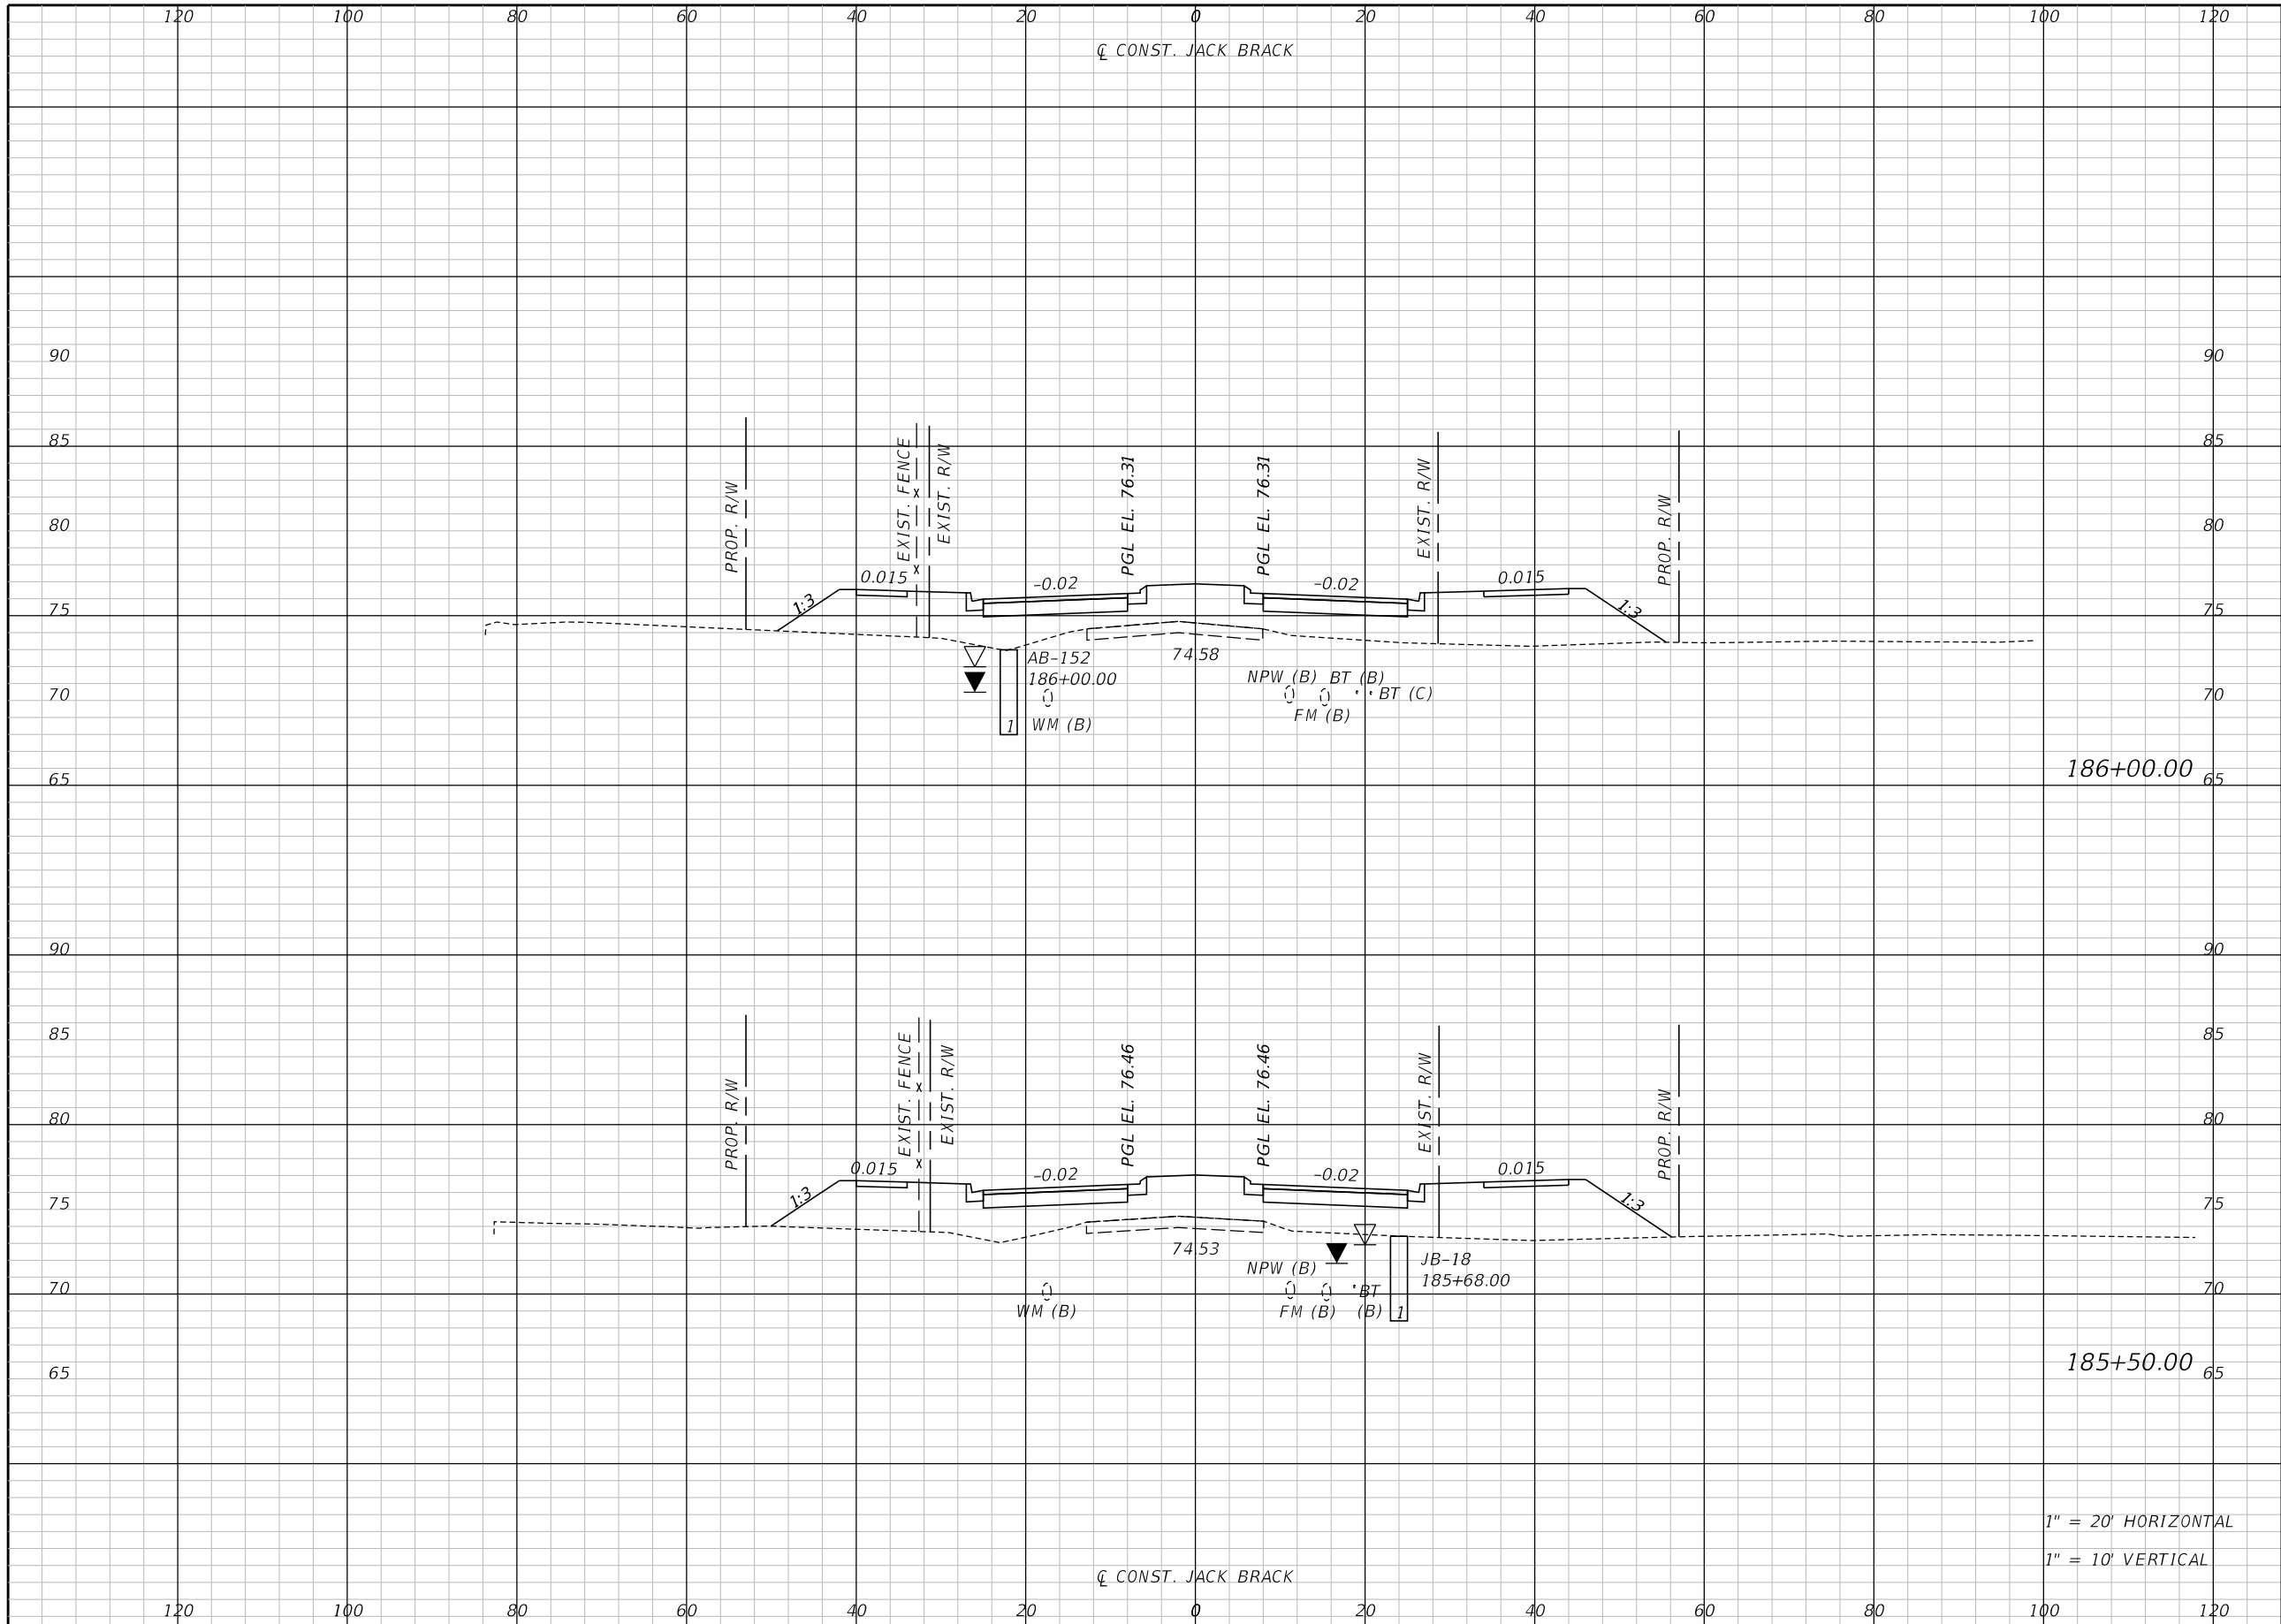 120 100 80 60 40 20 0 20 40 60 80 100 120
℄ CONST. JACK BRACK
90 90
85 85
PROP. R/W
EXIST. FENCE
EXIST. R/W
PGL EL. 76.31
PGL EL. 76.31
EXIST. R/W
PROP. R/W
80 80
x
x
1:3 0.015 -0.02 -0.02 0.015 1:3
75 75
74.58
AB-152
186+00.00
NPW (B) BT (B)
70 BT (C) 70
FM (B)
1 WM (B)
186+00.00
65 65
90 90
85 85
PROP. R/W
EXIST. FENCE
EXIST. R/W
PGL EL. 76.46
PGL EL. 76.46
EXIST. R/W
PROP. R/W
80 80
x
x
1:3 0.015 -0.02 -0.02 0.015 1:3
75 75
74.53
JB-18
NPW (B)
185+68.00
70 BT 70
WM (B) FM (B) (B) 1
185+50.00
65 65
1" = 20' HORIZONTAL
1" = 10' VERTICAL
℄ CONST. JACK BRACK
120 100 80 60 40 20 0 20 40 60 80 100 120